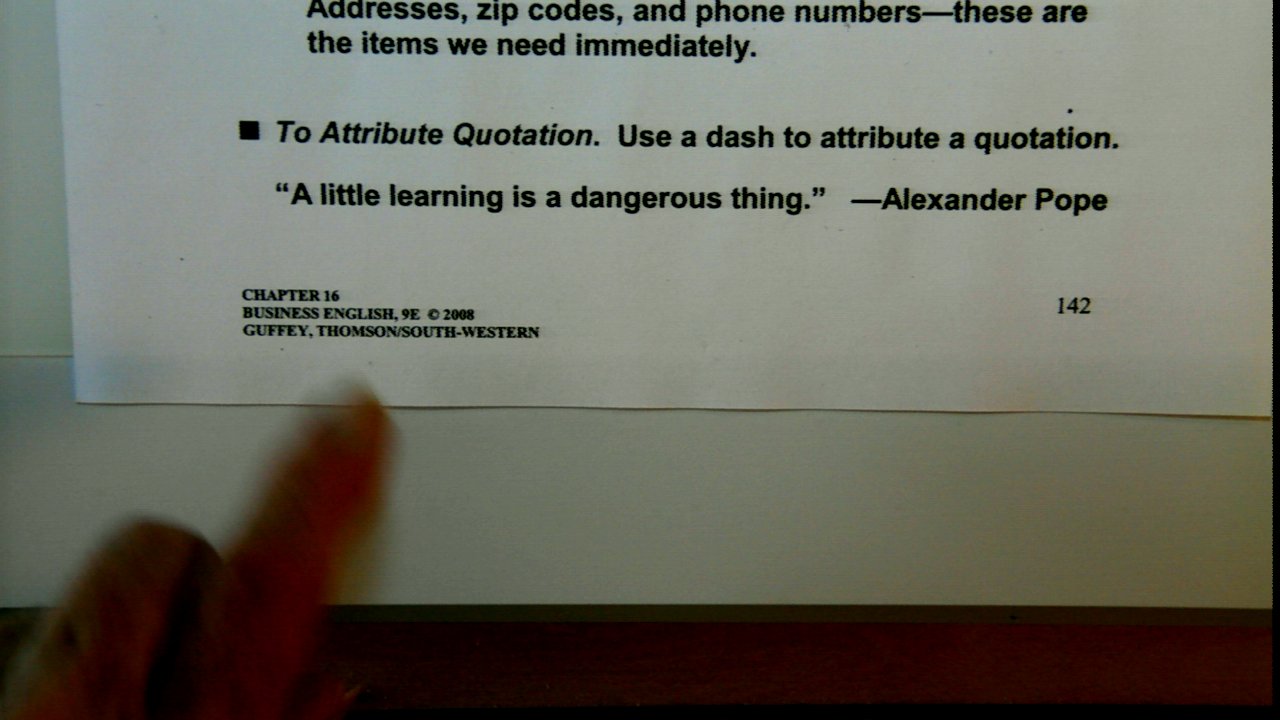 Addresses, zip codes, and phone numbers—these are
the items we need immediately.
■ To Attribute Quotation. Use a dash to attribute a quotation.
“A little learning is a dangerous thing.” —Alexander Pope
CHAPTER 16
BUSINESS ENGLISH, 9E © 2008
GUFFEY, THOMSON/SOUTH-WESTERN
142